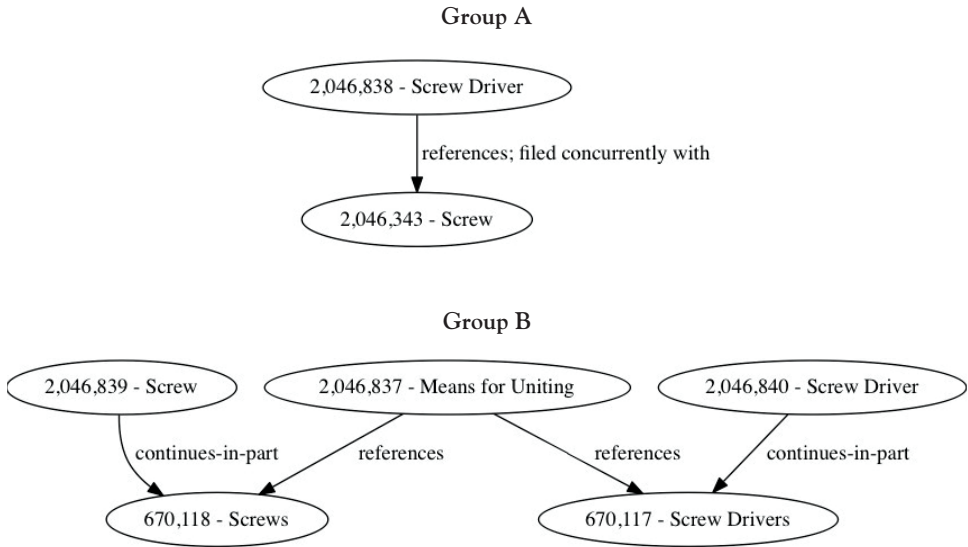 Group A
2,046,838 - Screw Driver
references; filed concurrently with
2,046,343 - Screw
Group B
2,046,839 - Screw
2,046,837 - Means for Uniting
2,046,840 - Screw Driver
continues-in-part
references
references
continues-in-part
670,118 - Screws
670,117 - Screw Drivers